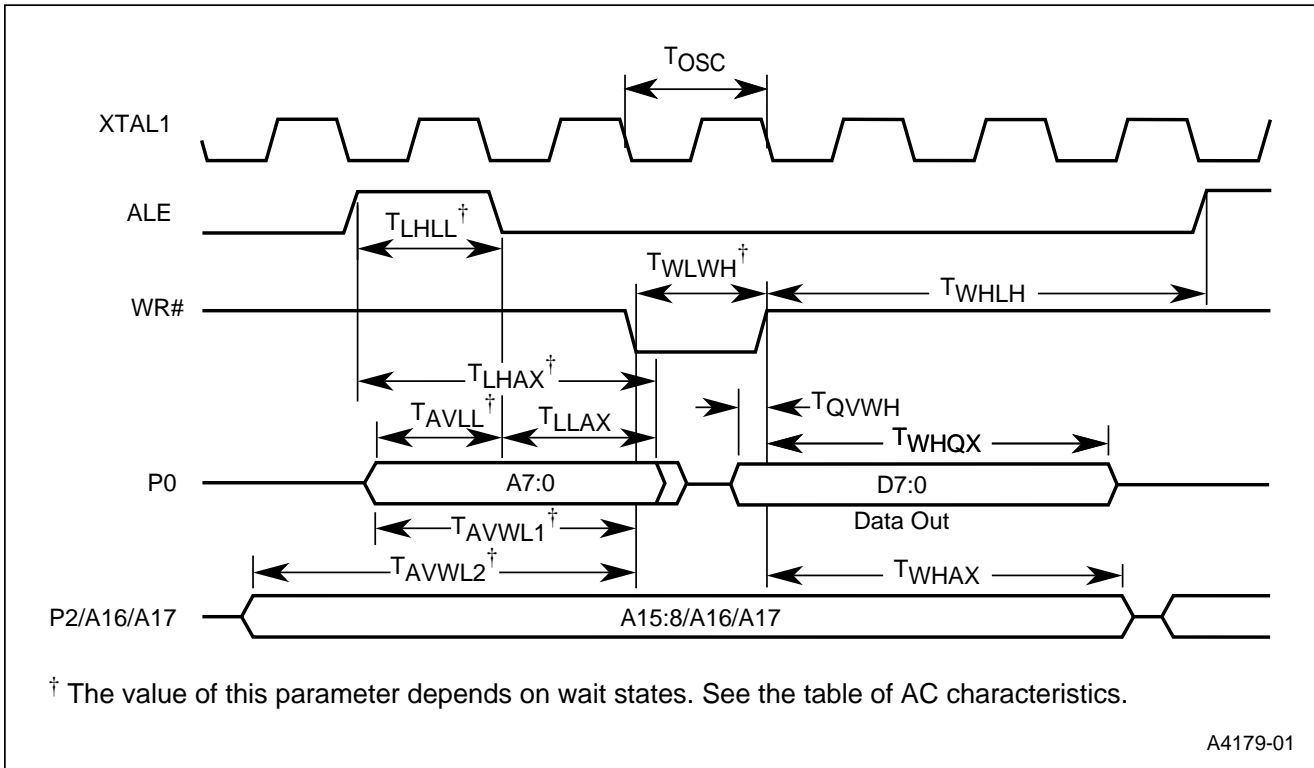 TOSC
XTAL1
ALE
TLHLL†
TWLWH†
TWHLH
WR#
TLHAX†
TAVLL†
TLLAX
TQVWH
TWHQX
P0
A7:0
D7:0
Data Out
TAVWL1†
TAVWL2†
TWHAX
P2/A16/A17
A15:8/A16/A17
† The value of this parameter depends on wait states. See the table of AC characteristics.
A4179-01